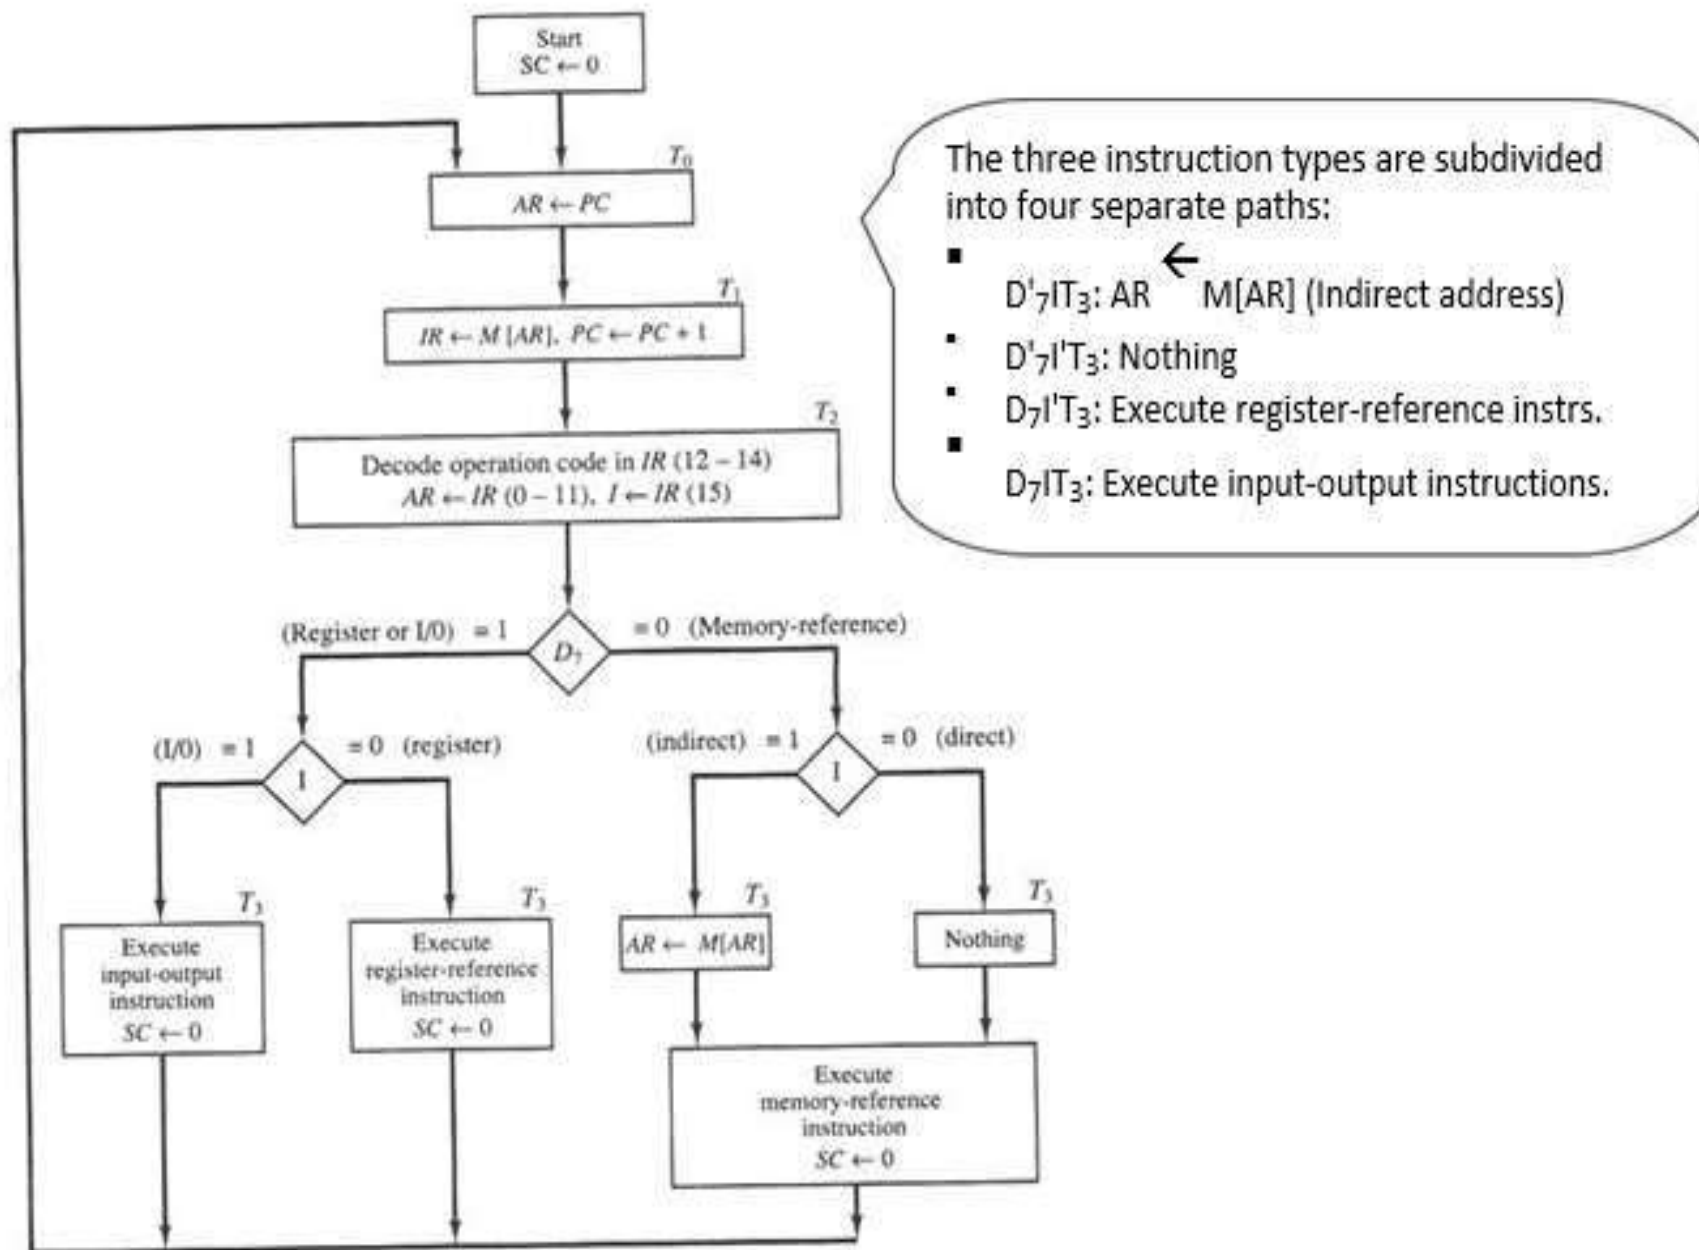 Start
SC ← 0
T₀
AR ← PC
T₁
IR ← M [AR], PC ← PC + 1
T₂
Decode operation code in IR (12 – 14)
AR ← IR (0 – 11), I ← IR (15)
(Register or I/0) = 1
D₇
= 0 (Memory-reference)
(I/0) = 1
I
= 0 (register)
(indirect) = 1
I
= 0 (direct)
T₃
Execute
input-output
instruction
SC ← 0
T₃
Execute
register-reference
instruction
SC ← 0
T₃
AR ← M[AR]
T₃
Nothing
Execute
memory-reference
instruction
SC ← 0
The three instruction types are subdivided
into four separate paths:
▪ D'₇IT₃: AR ← M[AR] (Indirect address)
▪ D'₇I'T₃: Nothing
▪ D₇I'T₃: Execute register-reference instrs.
▪ D₇IT₃: Execute input-output instructions.